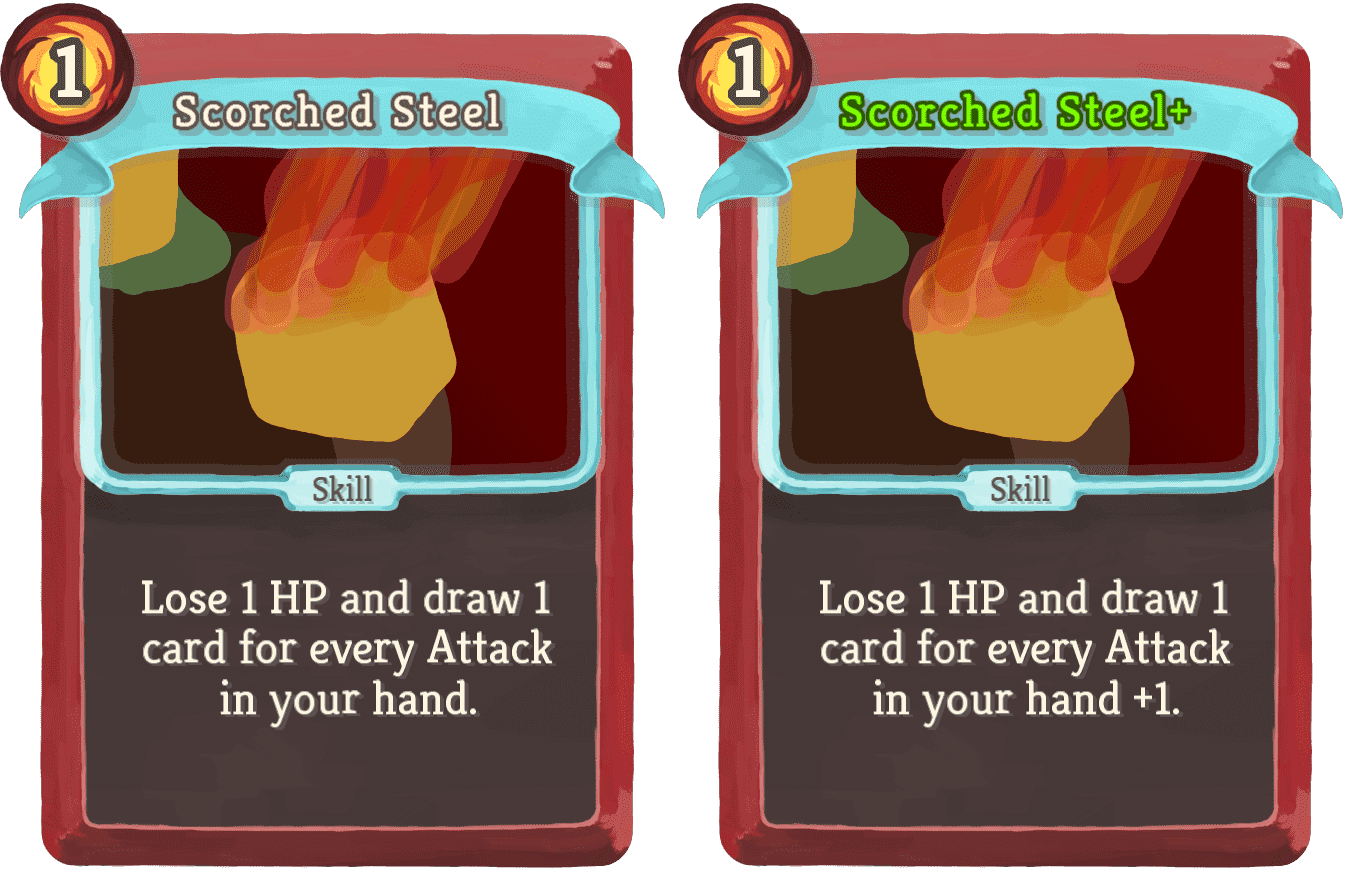 1
Scorched Steel
Skill
Lose 1 HP and draw 1
card for every Attack
in your hand.
1
Scorched Steel+
Skill
Lose 1 HP and draw 1
card for every Attack
in your hand +1.